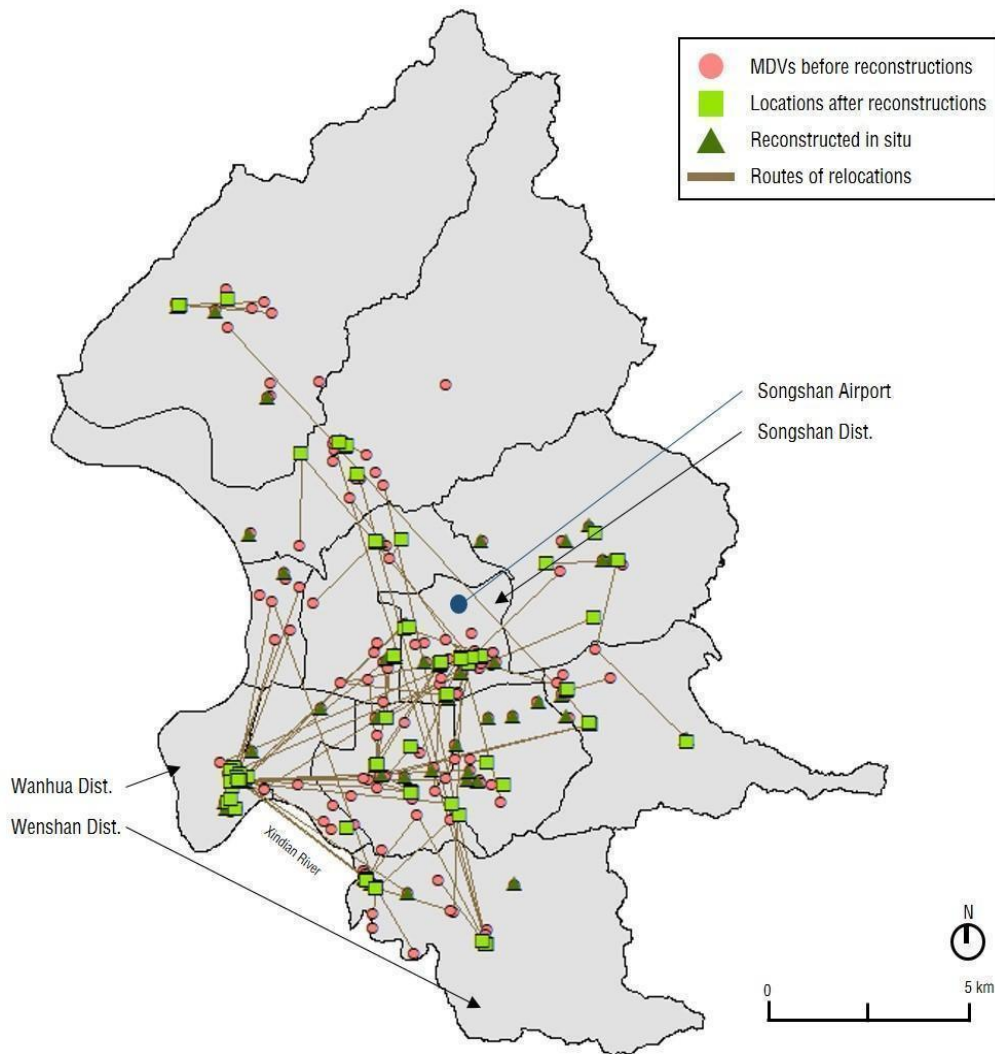 MDVs before reconstructions
Locations after reconstructions
Reconstructed in situ
Routes of relocations
Songshan Airport
Songshan Dist.
Wanhua Dist.
Wenshan Dist.
Xindian River
N
0
5 km